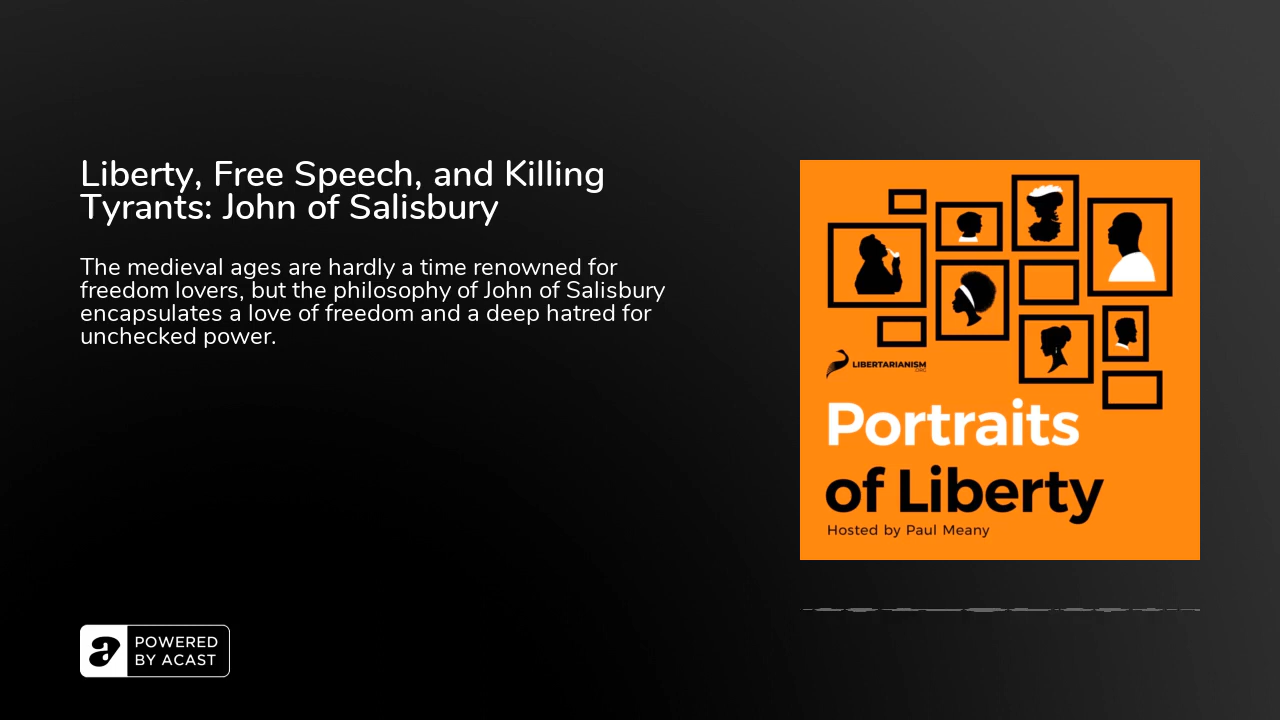 Liberty, Free Speech, and Killing
Tyrants: John of Salisbury
The medieval ages are hardly a time renowned for
freedom lovers, but the philosophy of John of Salisbury
encapsulates a love of freedom and a deep hatred for
unchecked power.
LIBERTARIANISM
.ORG
Portraits
of Liberty
Hosted by Paul Meany
POWERED
BY ACAST